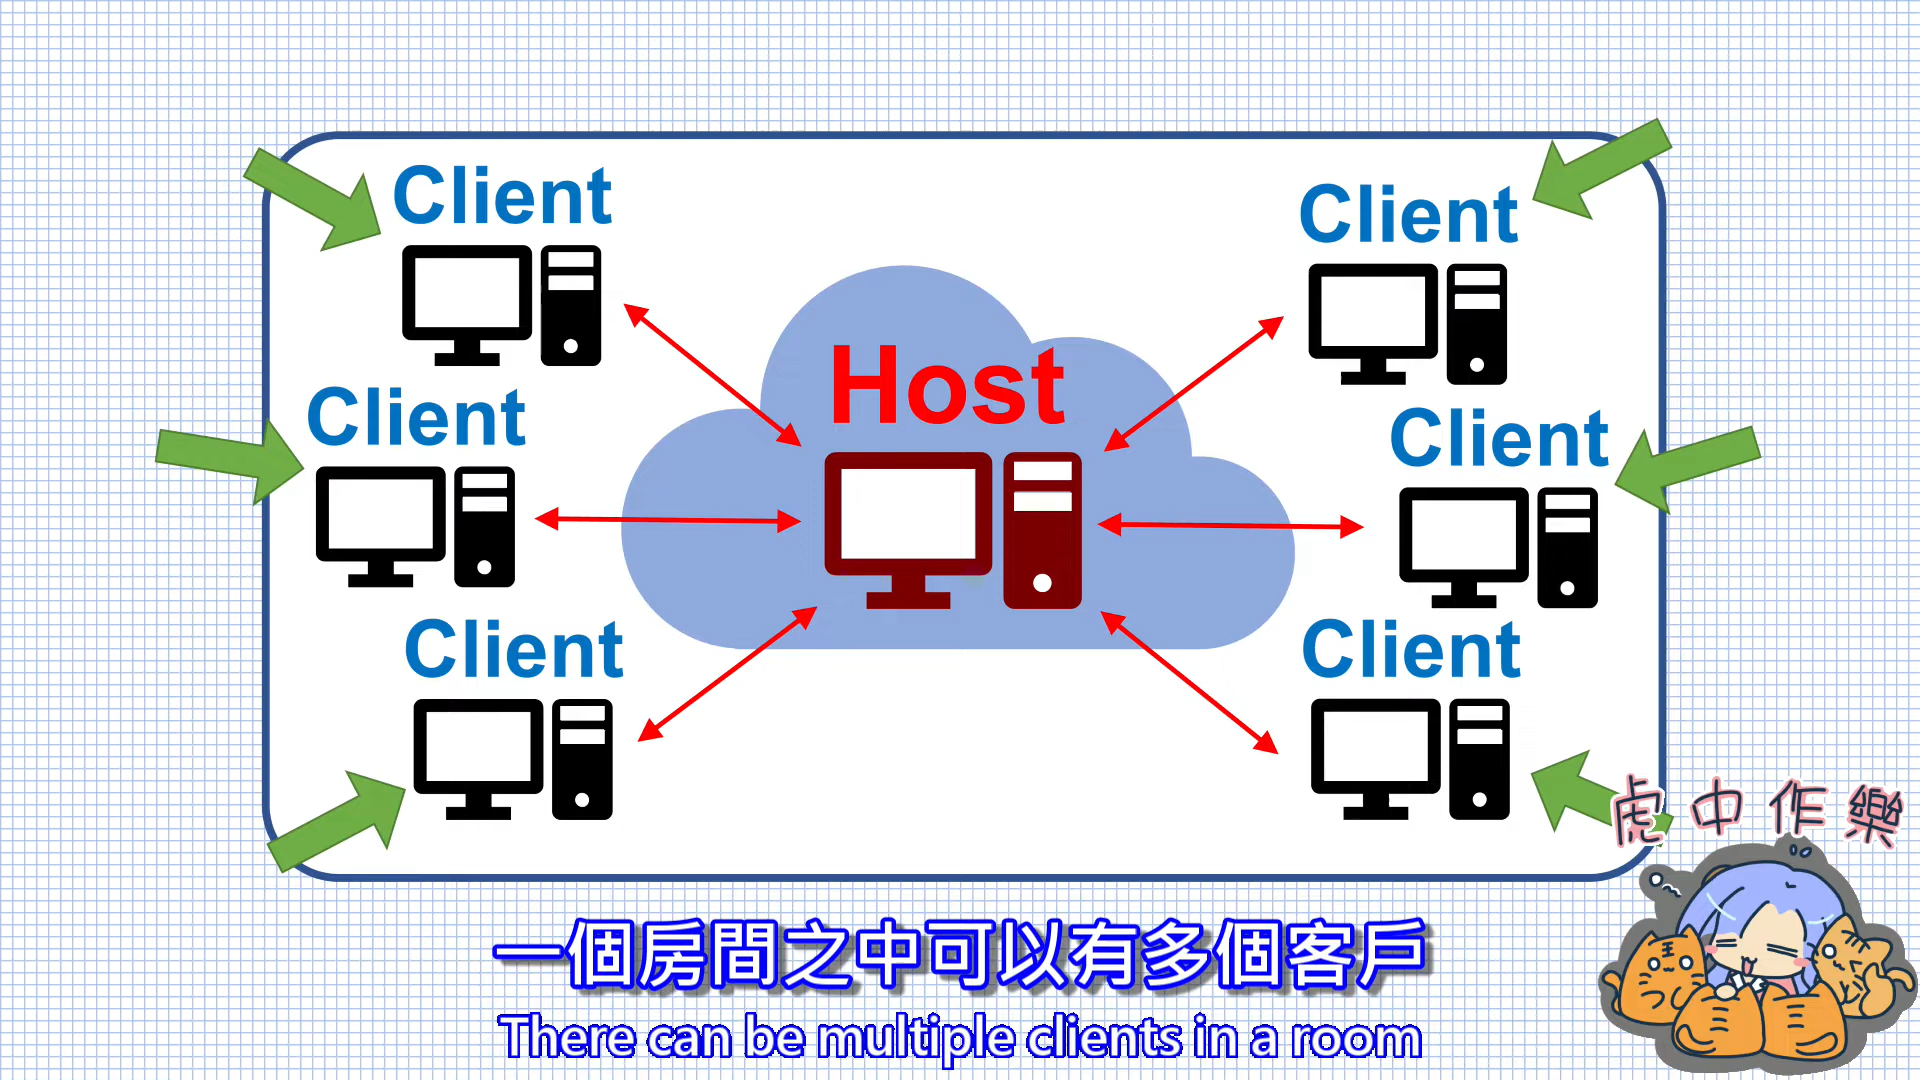 Client
Client
Host
Client
Client
Client
Client
虎中作樂
一個房間之中可以有多個客戶
There can be multiple clients in a room